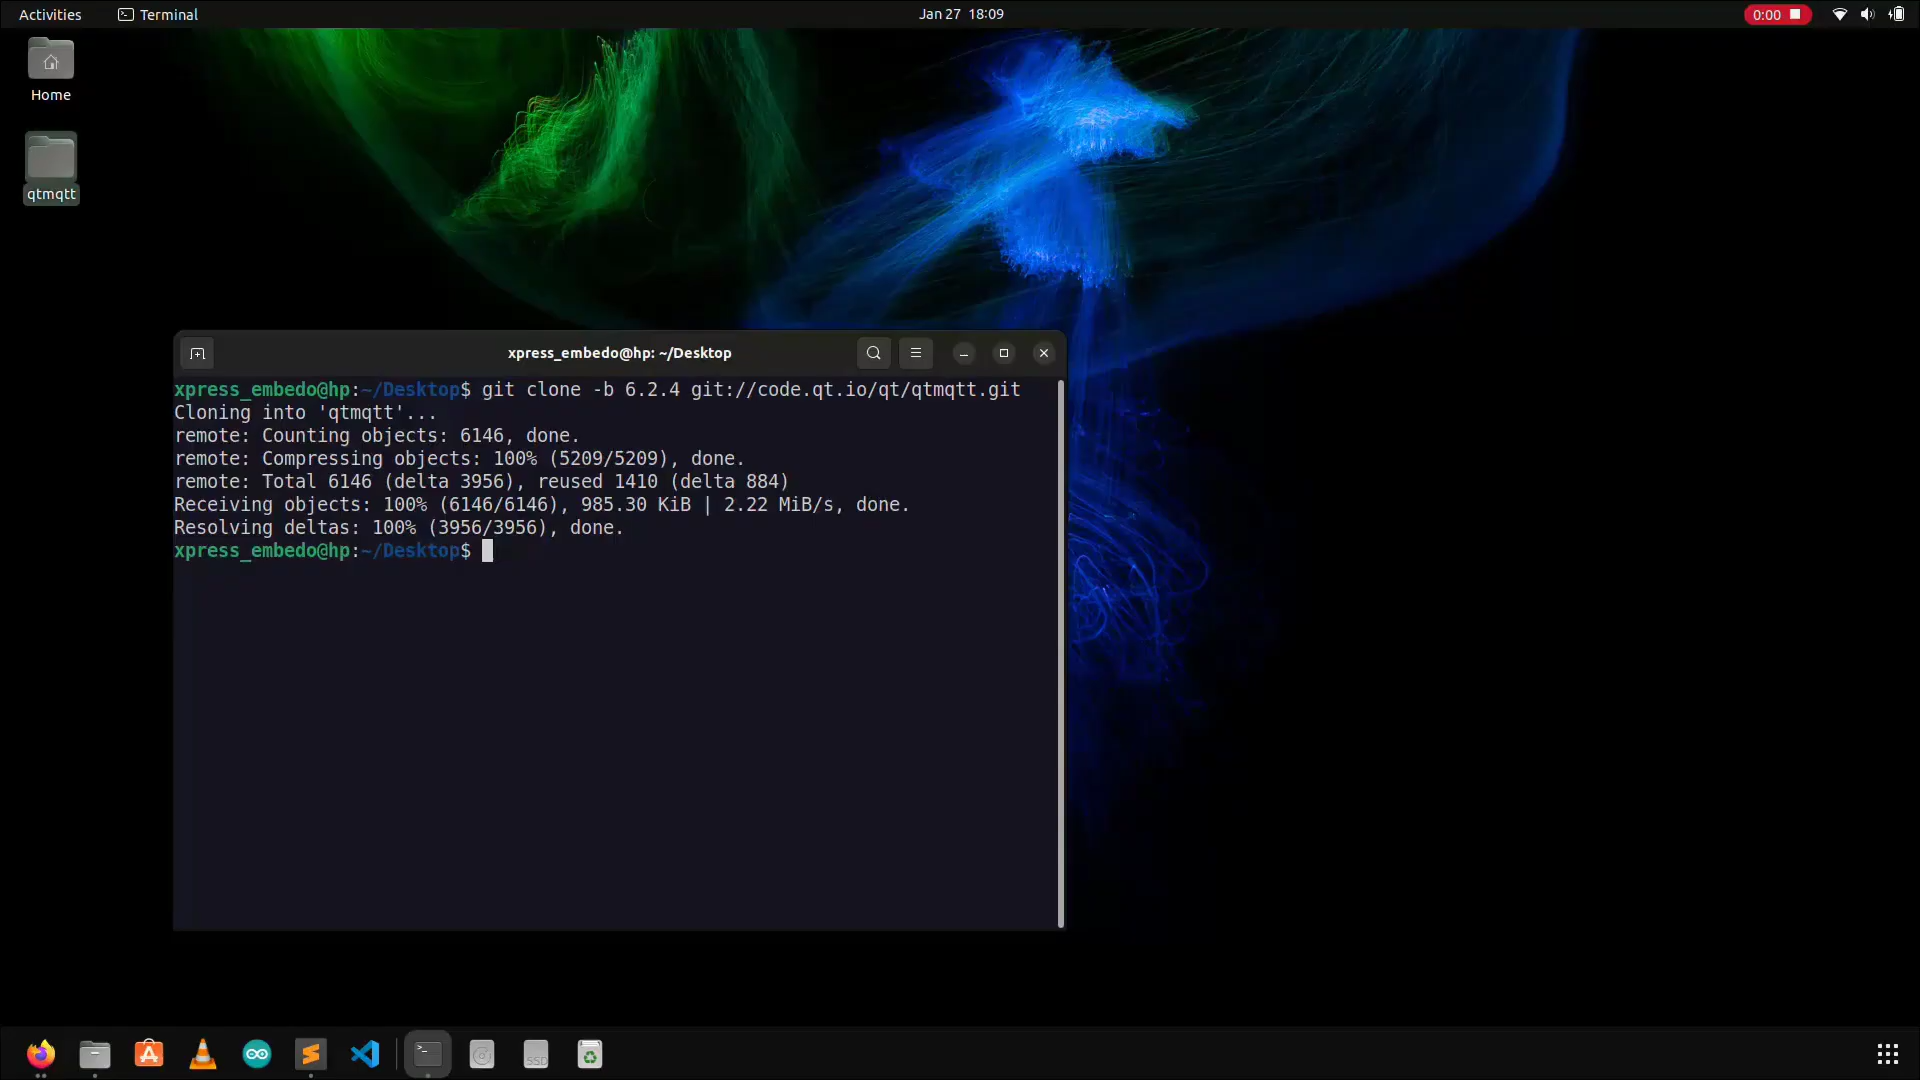 Activities
Terminal
Jan 27 18:09
0:00
Home
qtmqtt
xpress_embedo@hp: ~/Desktop
xpress_embedo@hp:~/Desktop$ git clone -b 6.2.4 git://code.qt.io/qt/qtmqtt.git
Cloning into 'qtmqtt'...
remote: Counting objects: 6146, done.
remote: Compressing objects: 100% (5209/5209), done.
remote: Total 6146 (delta 3956), reused 1410 (delta 884)
Receiving objects: 100% (6146/6146), 985.30 KiB | 2.22 MiB/s, done.
Resolving deltas: 100% (3956/3956), done.
xpress_embedo@hp:~/Desktop$
SSD